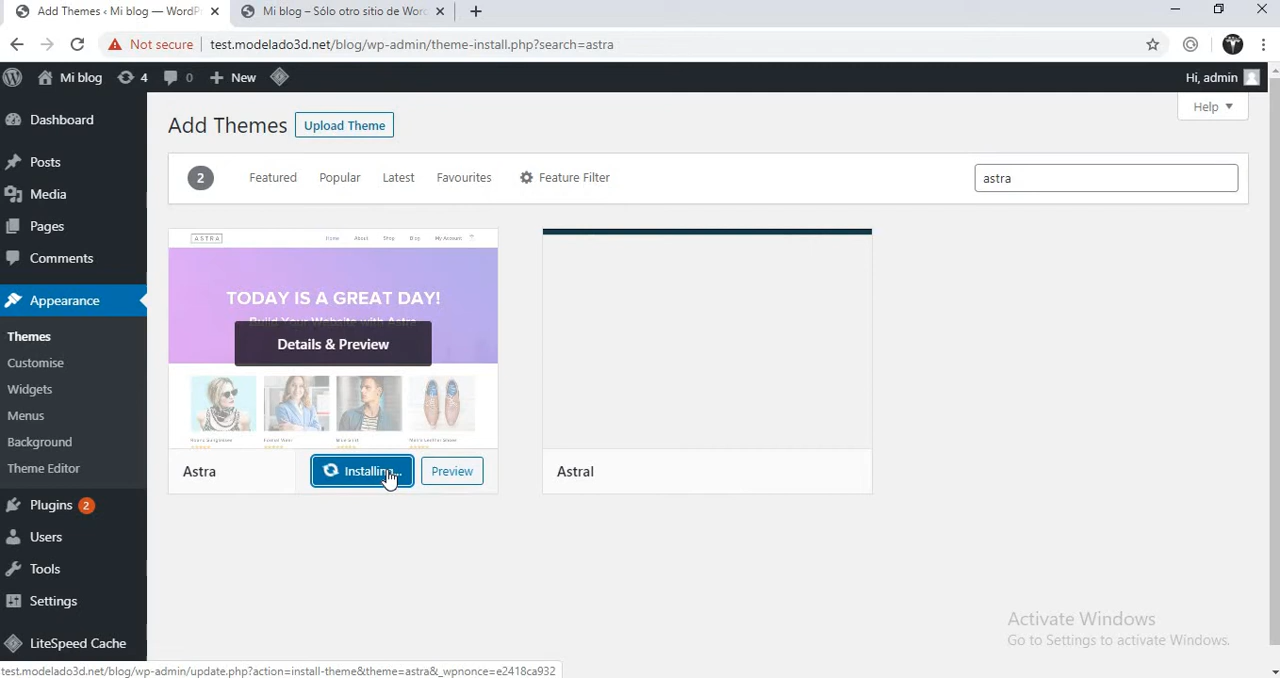 Add Themes ‹ Mi blog — WordP
Mi blog – Sólo otro sitio de Wor
Not secure
test.modelado3d.net/blog/wp-admin/theme-install.php?search=astra
Mi blog
4
0
New
Hi, admin
Dashboard
Posts
Media
Pages
Comments
Appearance
Themes
Customise
Widgets
Menus
Background
Theme Editor
Plugins 2
Users
Tools
Settings
LiteSpeed Cache
Add Themes
Upload Theme
Help
2
Featured
Popular
Latest
Favourites
Feature Filter
astra
ASTRA
Home About Shop Blog My Account
TODAY IS A GREAT DAY!
Build Your Website with Astra
Details & Preview
Astra
Installing...
Preview
Astral
Activate Windows
Go to Settings to activate Windows.
test.modelado3d.net/blog/wp-admin/update.php?action=install-theme&theme=astra&_wpnonce=e2418ca932